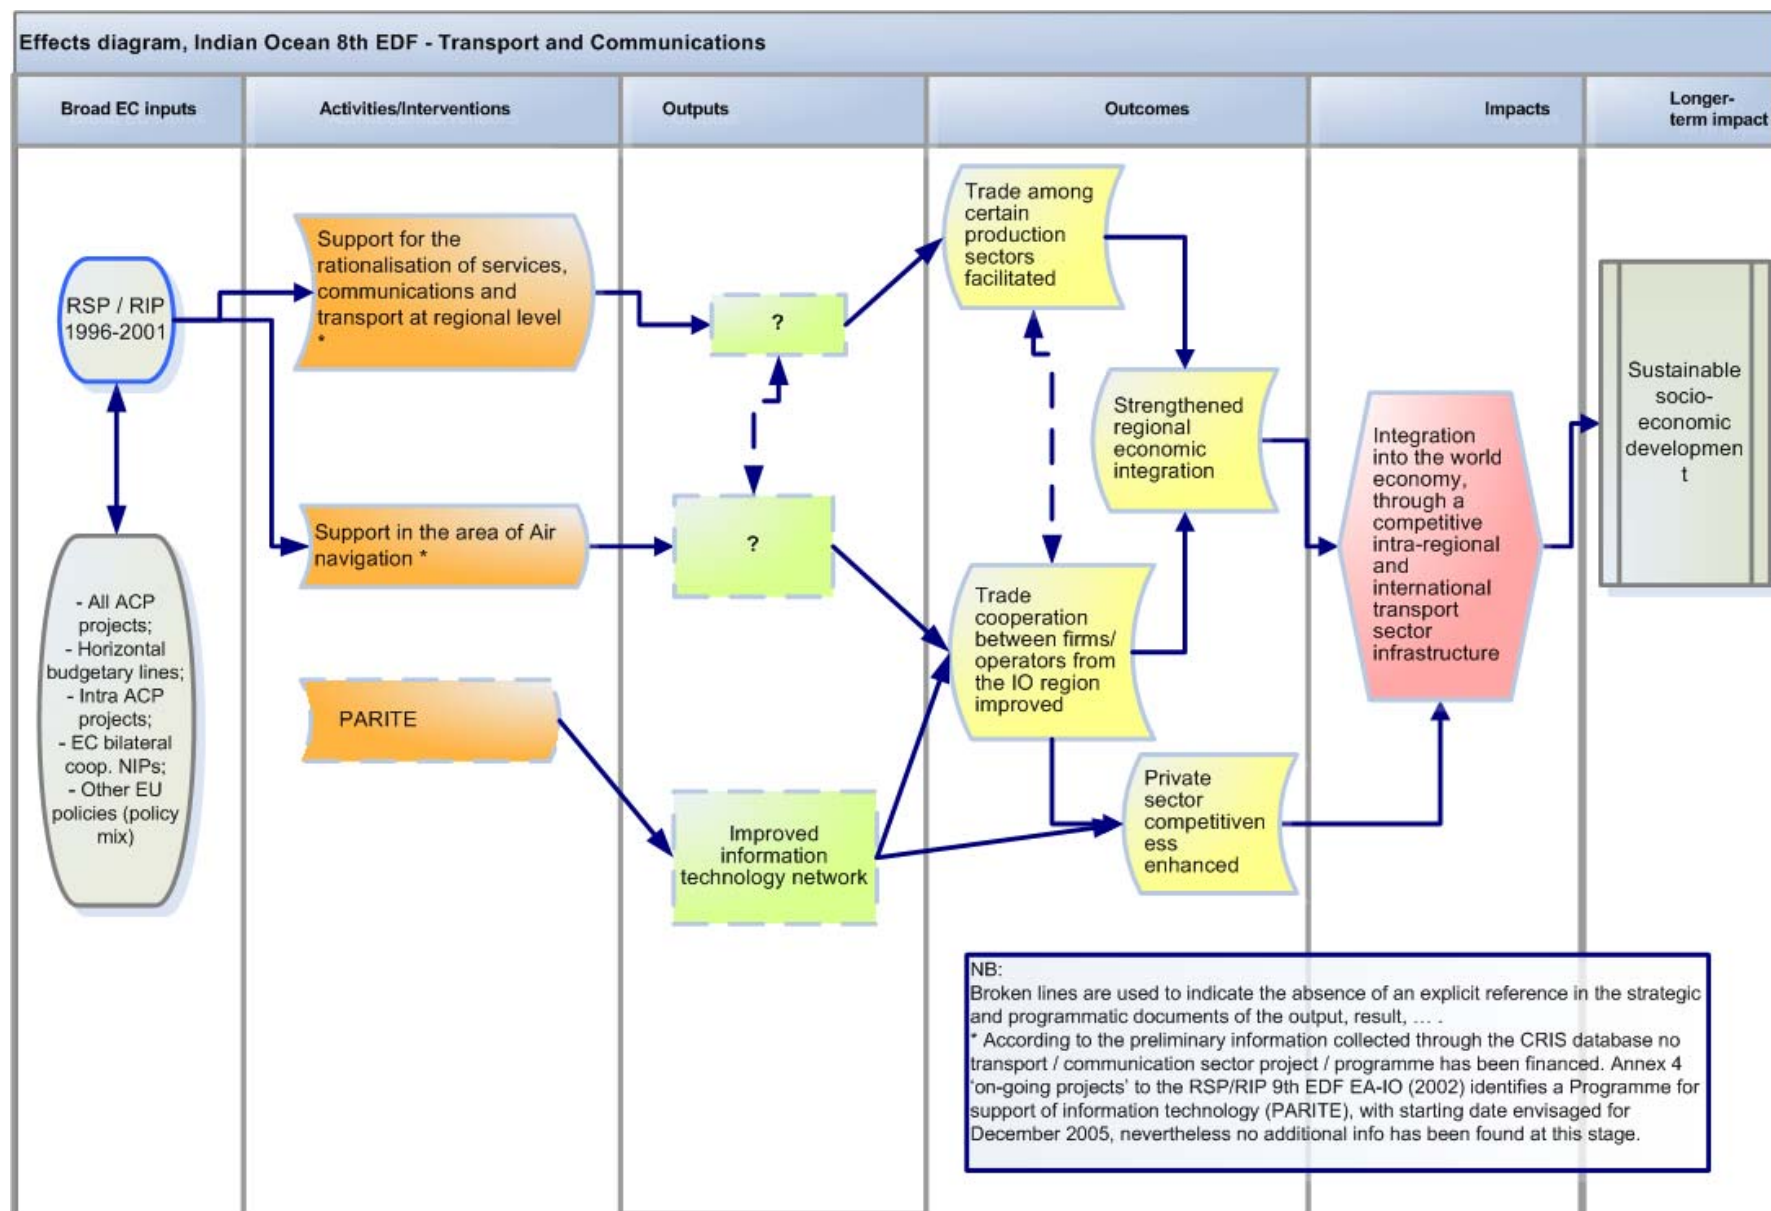 Effects diagram, Indian Ocean 8th EDF - Transport and Communications
Broad EC inputs
Activities/Interventions
Outputs
Outcomes
Impacts
Longer-
term impact
RSP / RIP
1996-2001
- All ACP
projects;
- Horizontal
budgetary lines;
- Intra ACP
projects;
- EC bilateral
coop. NIPs;
- Other EU
policies (policy
mix)
Support for the
rationalisation of services,
communications and
transport at regional level
*
Support in the area of Air
navigation *
PARITE
?
?
Improved
information
technology network
Trade among
certain
production
sectors
facilitated
Strengthened
regional
economic
integration
Trade
cooperation
between firms/
operators from
the IO region
improved
Private
sector
competitiven
ess
enhanced
Integration
into the world
economy,
through a
competitive
intra-regional
and
international
transport
sector
infrastructure
Sustainable
socio-
economic
developmen
t
NB:
Broken lines are used to indicate the absence of an explicit reference in the strategic
and programmatic documents of the output, result, ... .
* According to the preliminary information collected through the CRIS database no
transport / communication sector project / programme has been financed. Annex 4
'on-going projects' to the RSP/RIP 9th EDF EA-IO (2002) identifies a Programme for
support of information technology (PARITE), with starting date envisaged for
December 2005, nevertheless no additional info has been found at this stage.